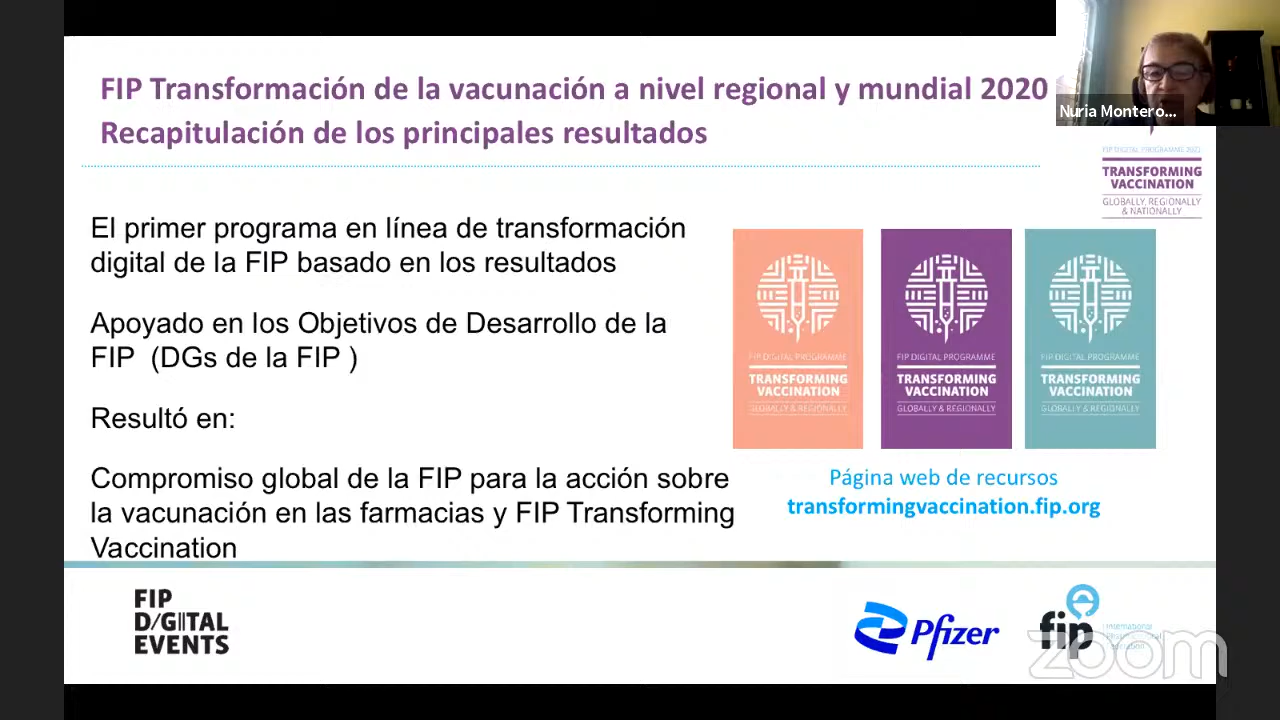 FIP Transformación de la vacunación a nivel regional y mundial 2020
Recapitulación de los principales resultados
Nuria Montero...
FIP DIGITAL PROGRAMME 2021
TRANSFORMING
VACCINATION
GLOBALLY, REGIONALLY
& NATIONALLY
El primer programa en línea de transformación
digital de la FIP basado en los resultados
Apoyado en los Objetivos de Desarrollo de la
FIP (DGs de la FIP )
Resultó en:
Compromiso global de la FIP para la acción sobre
la vacunación en las farmacias y FIP Transforming
Vaccination
FIP DIGITAL PROGRAMME
TRANSFORMING
VACCINATION
GLOBALLY & REGIONALLY
FIP DIGITAL PROGRAMME
TRANSFORMING
VACCINATION
GLOBALLY & REGIONALLY
FIP DIGITAL PROGRAMME
TRANSFORMING
VACCINATION
GLOBALLY & REGIONALLY
Página web de recursos
transformingvaccination.fip.org
FIP
DIGITAL
EVENTS
Pfizer
fip
International
zoom